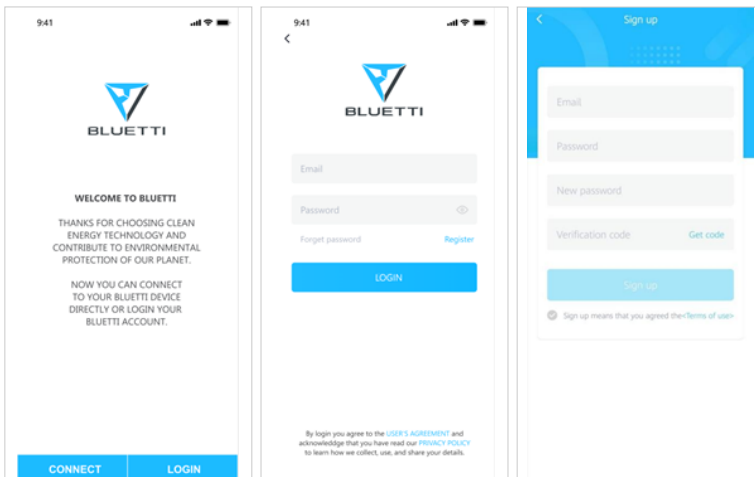 9:41
BLUETTI
WELCOME TO BLUETTI
THANKS FOR CHOOSING CLEAN
ENERGY TECHNOLOGY AND
CONTRIBUTE TO ENVIRONMENTAL
PROTECTION OF OUR PLANET.
NOW YOU CAN CONNECT
TO YOUR BLUETTI DEVICE
DIRECTLY OR LOGIN YOUR
BLUETTI ACCOUNT.
CONNECT LOGIN
9:41
BLUETTI
Email
Password
Forget password Register
LOGIN
By login you agree to the USER'S AGREEMENT and
acknowleddge that you have read our PRIVACY POLICY
to learn how we collect, use, and share your details.
Sign up
Email
Password
New password
Verification code Get code
Sign up
Sign up means that you agreed the<Terms of use>